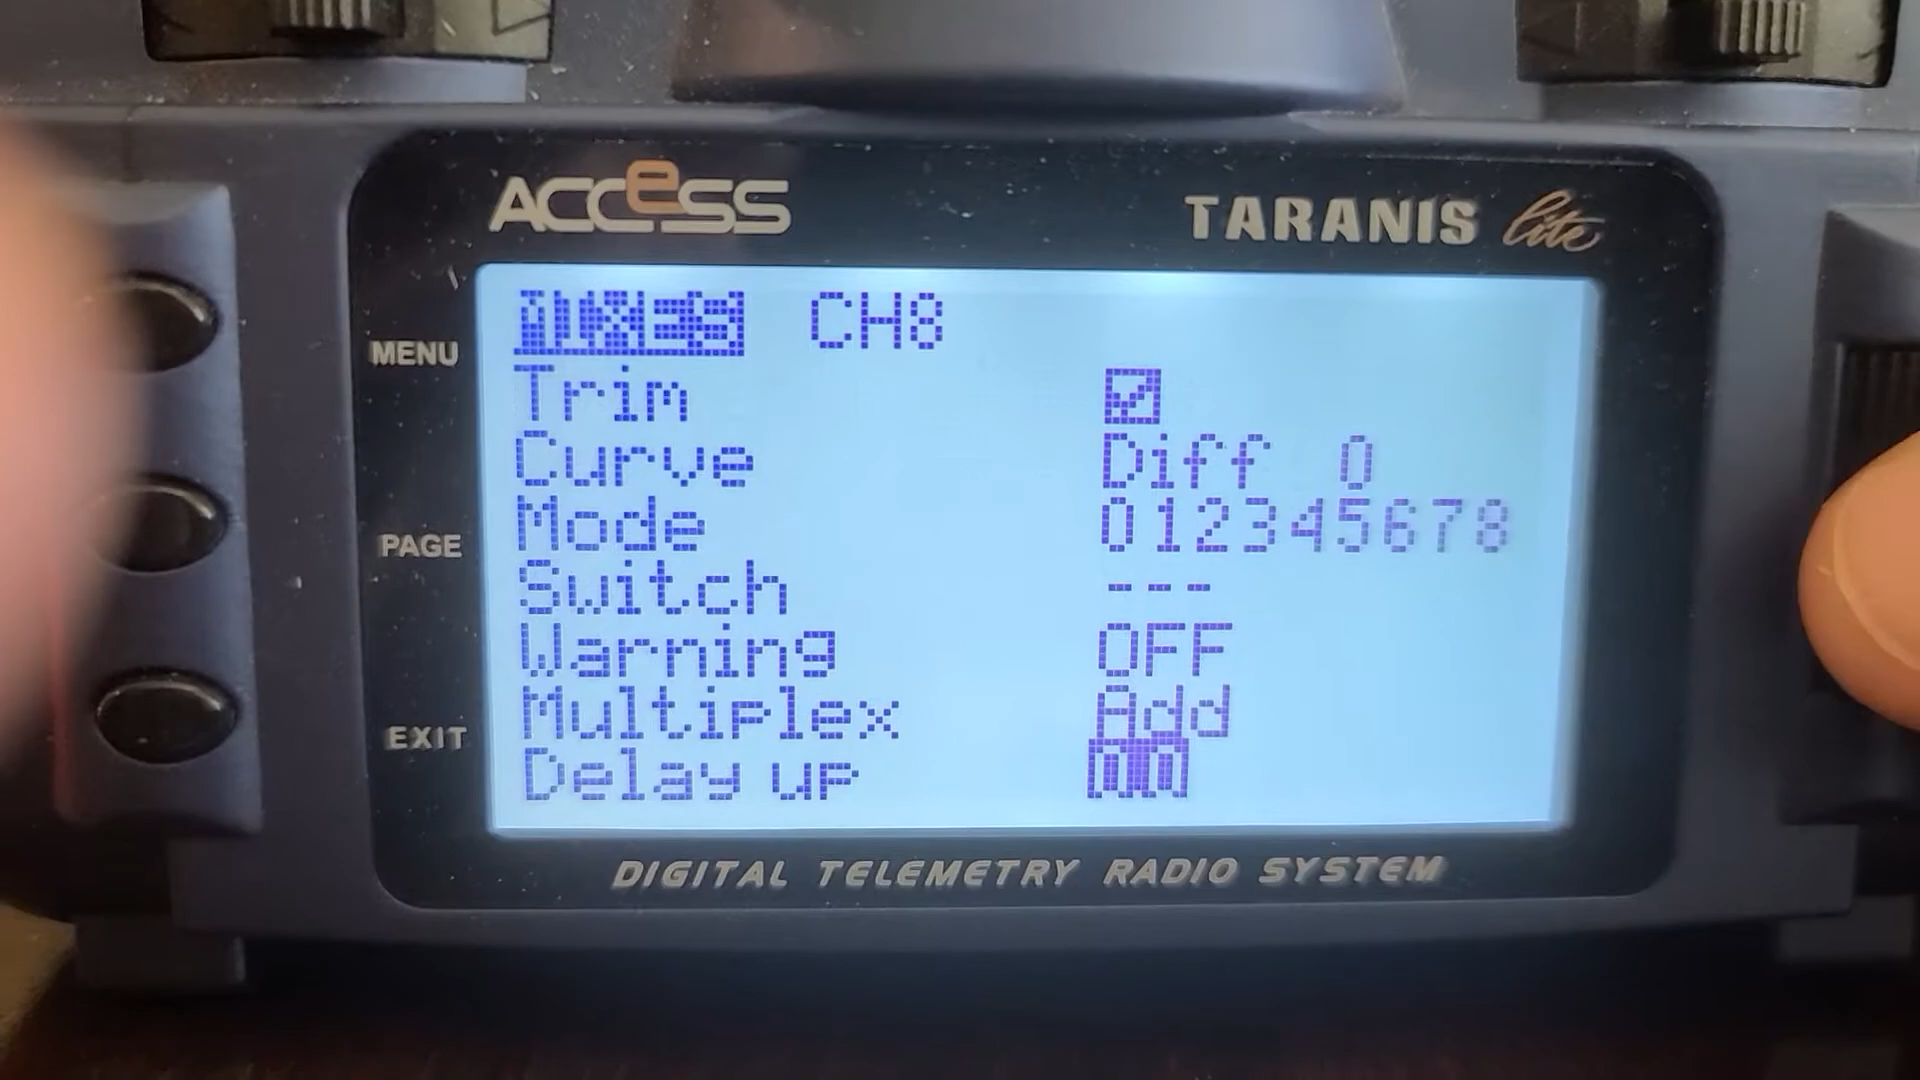 ACCeSS
TARANIS lite
MIXES CH8
MENU
Trim
Curve Diff 0
Mode 012345678
PAGE
Switch ---
Warning OFF
Multiplex Add
EXIT
Delay up
DIGITAL TELEMETRY RADIO SYSTEM